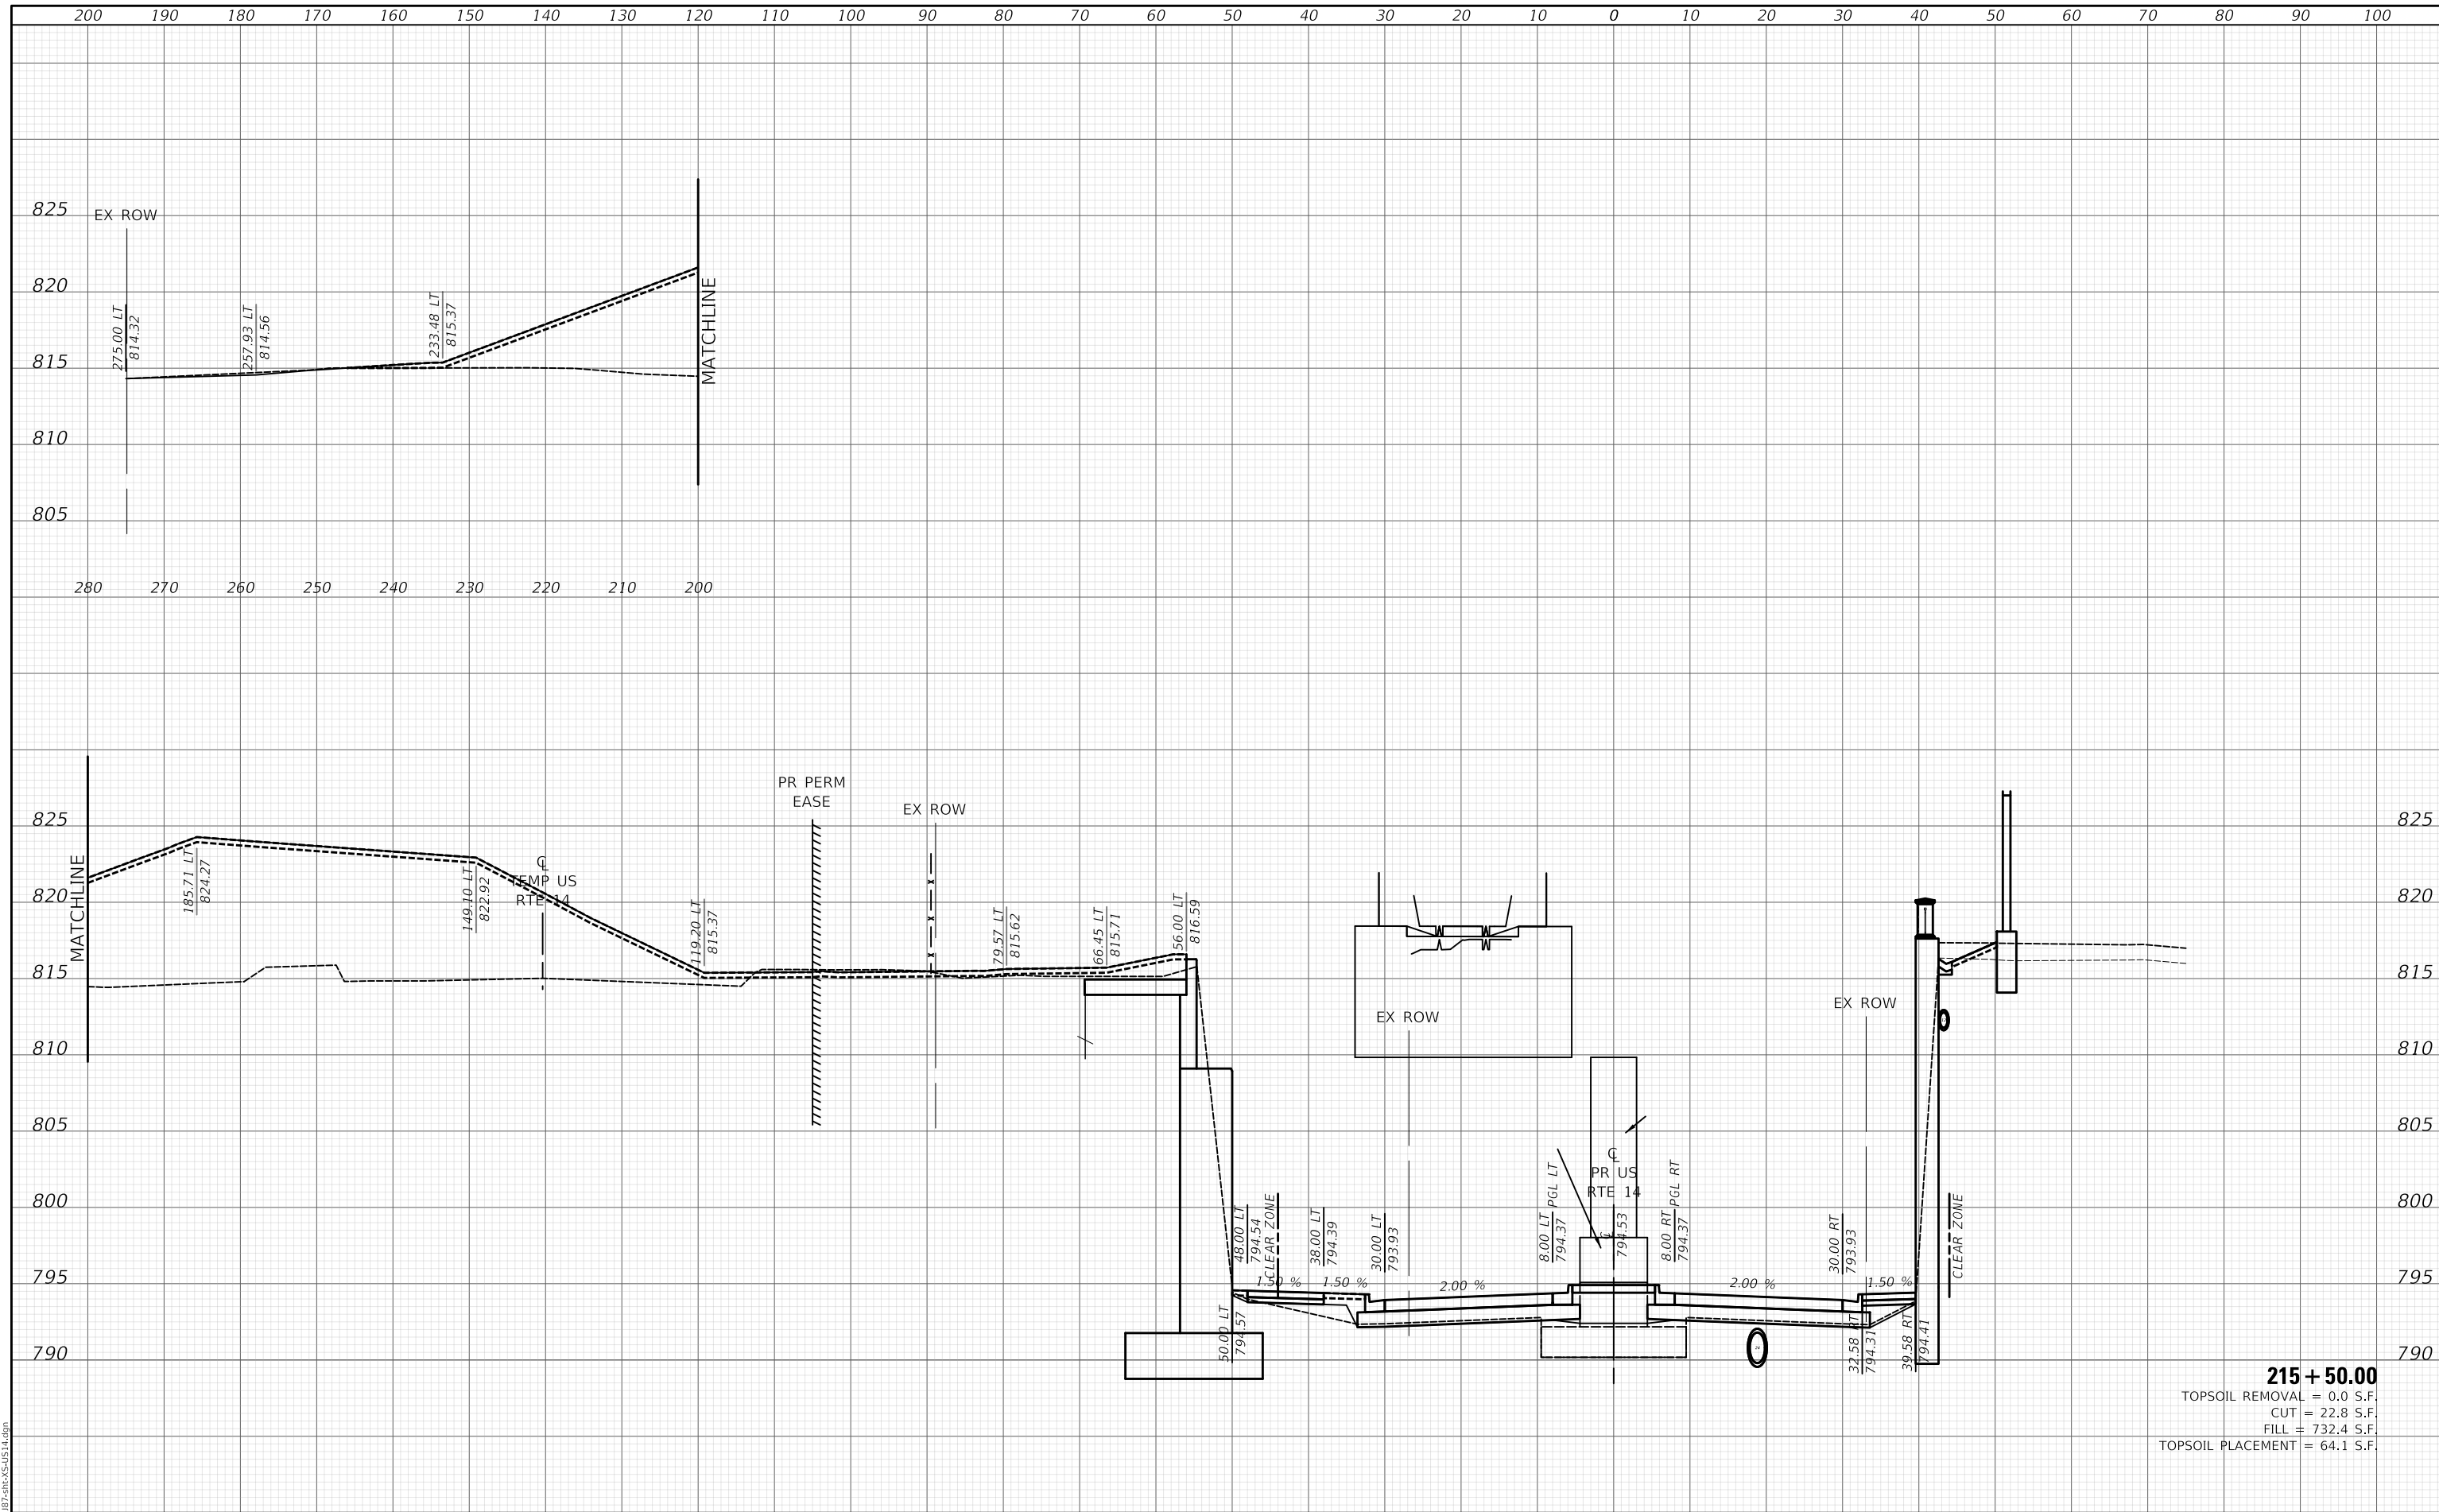 200 190 180 170 160 150 140 130 120 110 100 90 80 70 60 50 40 30 20 10 0 10 20 30 40 50 60 70 80 90 100
825
EX ROW
820
275.00 LT
814.32
257.93 LT
814.56
233.48 LT
815.37
MATCHLINE
815
810
805
280 270 260 250 240 230 220 210 200
PR PERM
EASE
EX ROW
825 825
MATCHLINE
185.71 LT
824.27
149.10 LT
822.92
℄
TEMP US
RTE 14
820 820
119.20 LT
815.37
79.57 LT
815.62
66.45 LT
815.71
56.00 LT
816.59
815 815
EX ROW
EX ROW
810 810
805 805
℄
PR US
RTE 14
800 800
48.00 LT
794.54
CLEAR ZONE
38.00 LT
794.39
30.00 LT
793.93
8.00 LT
794.37
PGL LT
℄
794.53
8.00 RT
794.37
PGL RT
30.00 RT
793.93
CLEAR ZONE
795 795
1.50 % 1.50 % 2.00 % 2.00 % 1.50 %
50.00 LT
794.57
32.58 RT
794.31
39.58 RT
794.41
790 790
215+50.00
TOPSOIL REMOVAL = 0.0 S.F.
CUT = 22.8 S.F.
FILL = 732.4 S.F.
TOPSOIL PLACEMENT = 64.1 S.F.
J87-sht-XS-US14.dgn